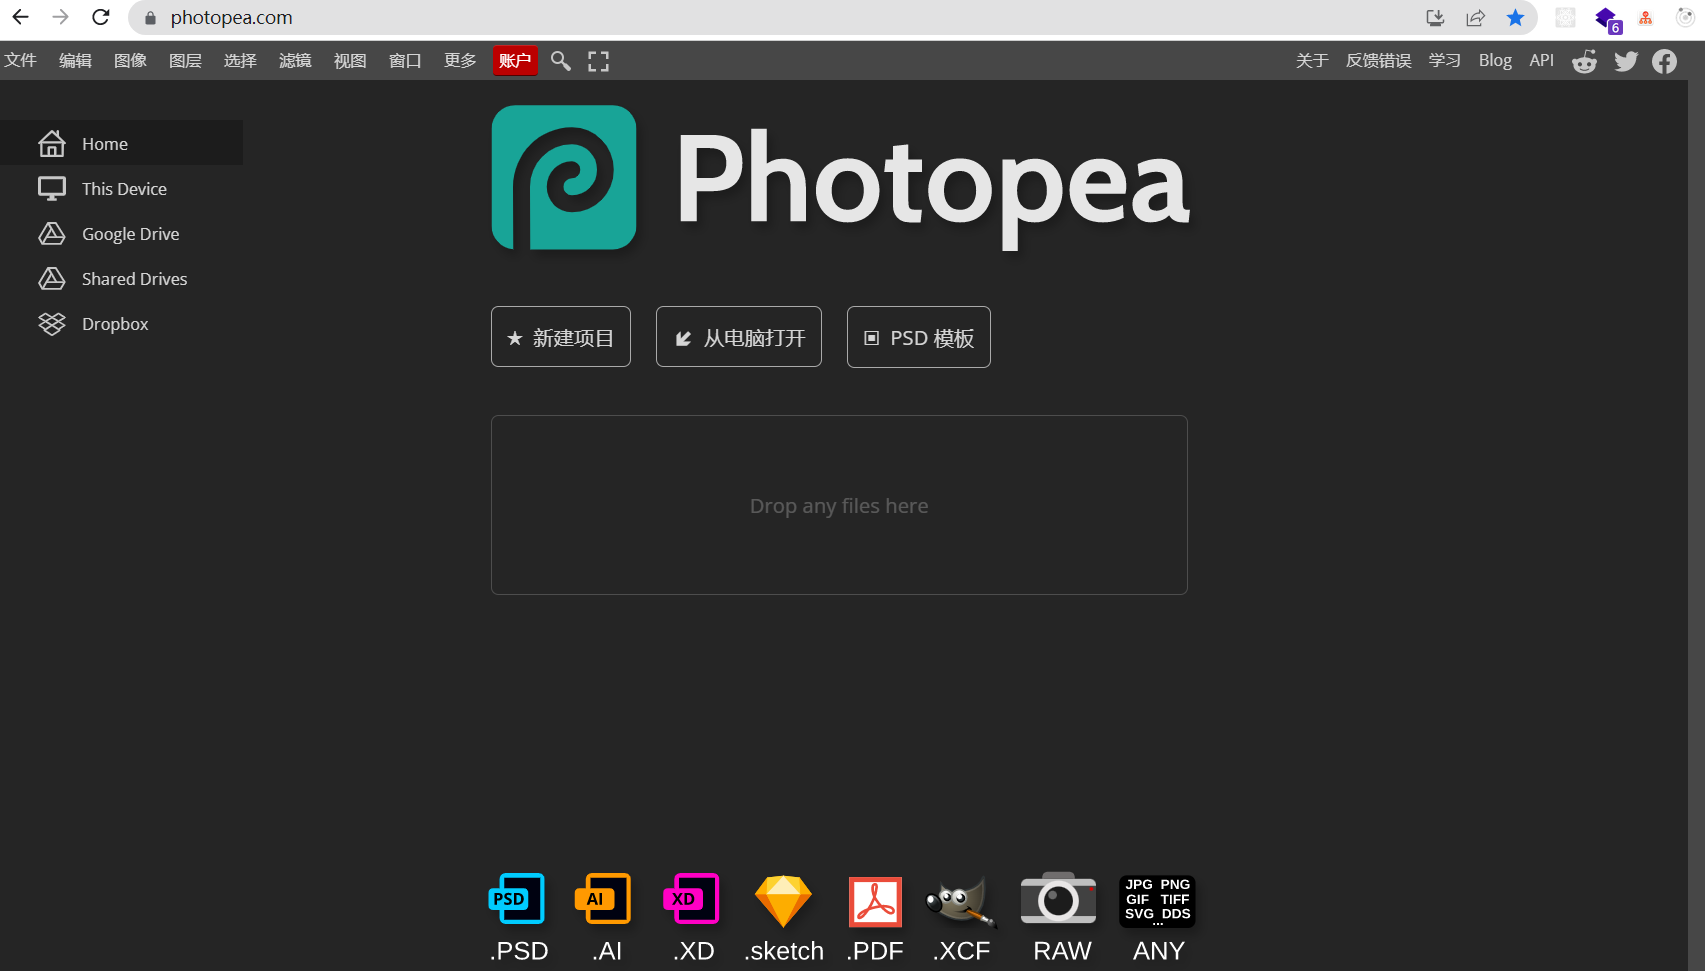 photopea.com
6
文件 编辑 图像 图层 选择 滤镜 视图 窗口 更多 账户 关于 反馈错误 学习 Blog API
Home
This Device
Google Drive
Shared Drives
Dropbox
Photopea
新建项目 从电脑打开 PSD 模板
Drop any files here
PSD AI XD JPG PNG
GIF TIFF
SVG DDS
...
.PSD .AI .XD .sketch .PDF .XCF RAW ANY